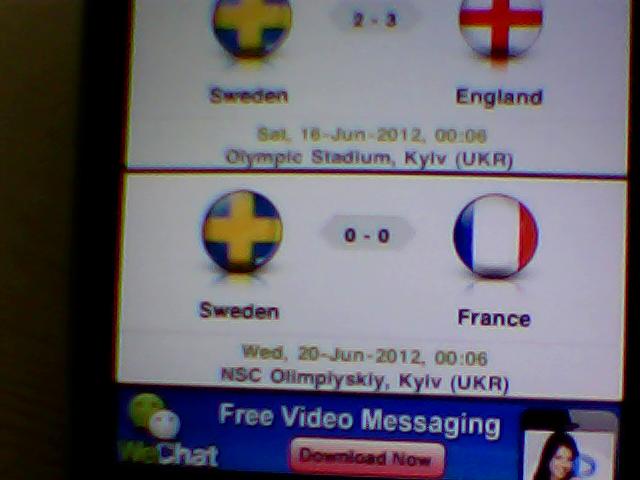 2 - 3
Sweden England
Sat, 16-Jun-2012, 00:06
Olympic Stadium, Kyiv (UKR)
0 - 0
Sweden France
Wed, 20-Jun-2012, 00:06
NSC Olimpiyskiy, Kyiv (UKR)
Free Video Messaging
WeChat
Download Now